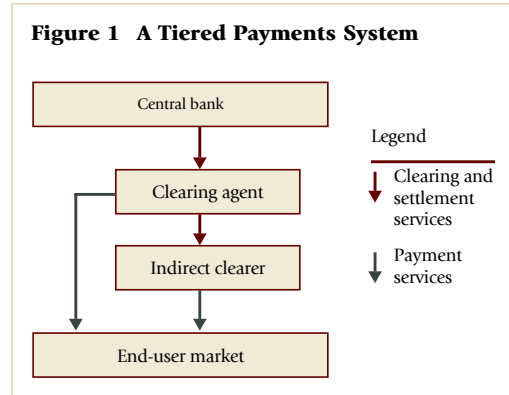 Figure 1 A Tiered Payments System
Central bank
Clearing agent
Indirect clearer
End-user market
Legend
Clearing and
settlement
services
Payment
services